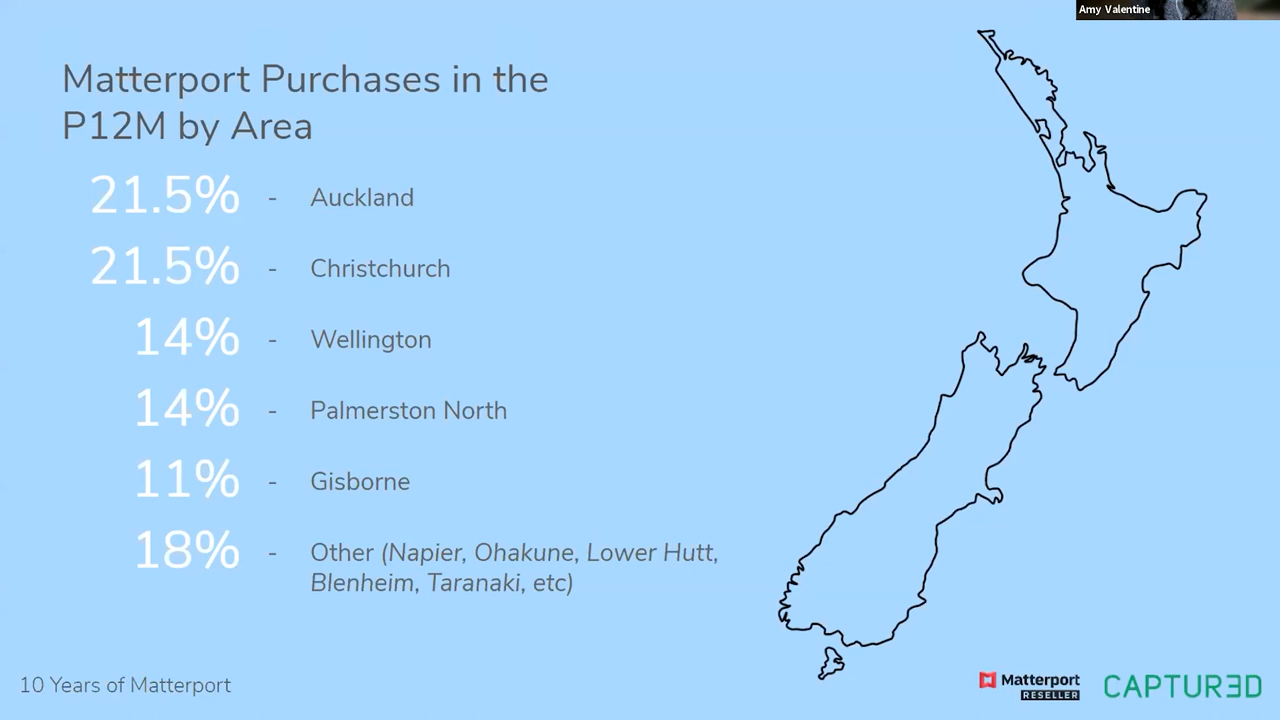 Amy Valentine
Matterport Purchases in the
P12M by Area
21.5% - Auckland
21.5% - Christchurch
14% - Wellington
14% - Palmerston North
11% - Gisborne
18% - Other (Napier, Ohakune, Lower Hutt,
Blenheim, Taranaki, etc)
10 Years of Matterport
Matterport
RESELLER
CAPTUR3D